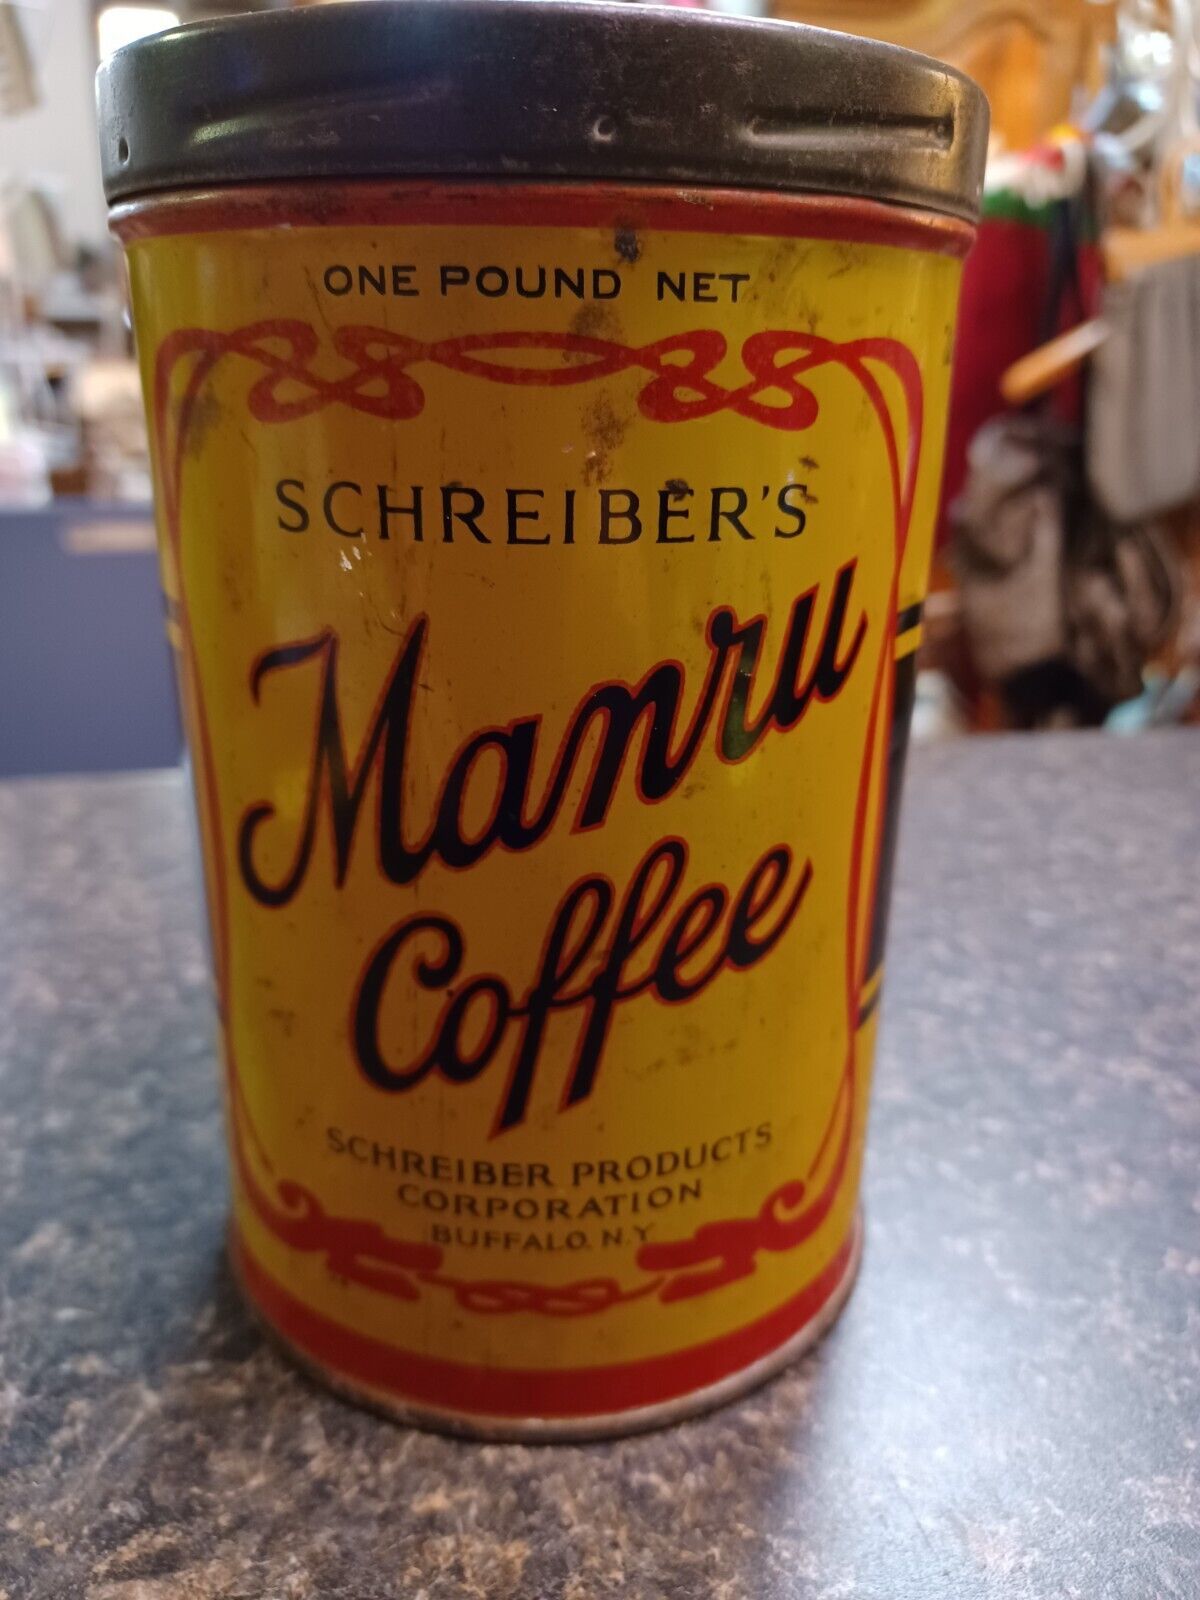 ONE POUND NET
SCHREIBER'S
Manru
Coffee
SCHREIBER PRODUCTS
CORPORATION
BUFFALO. N.Y